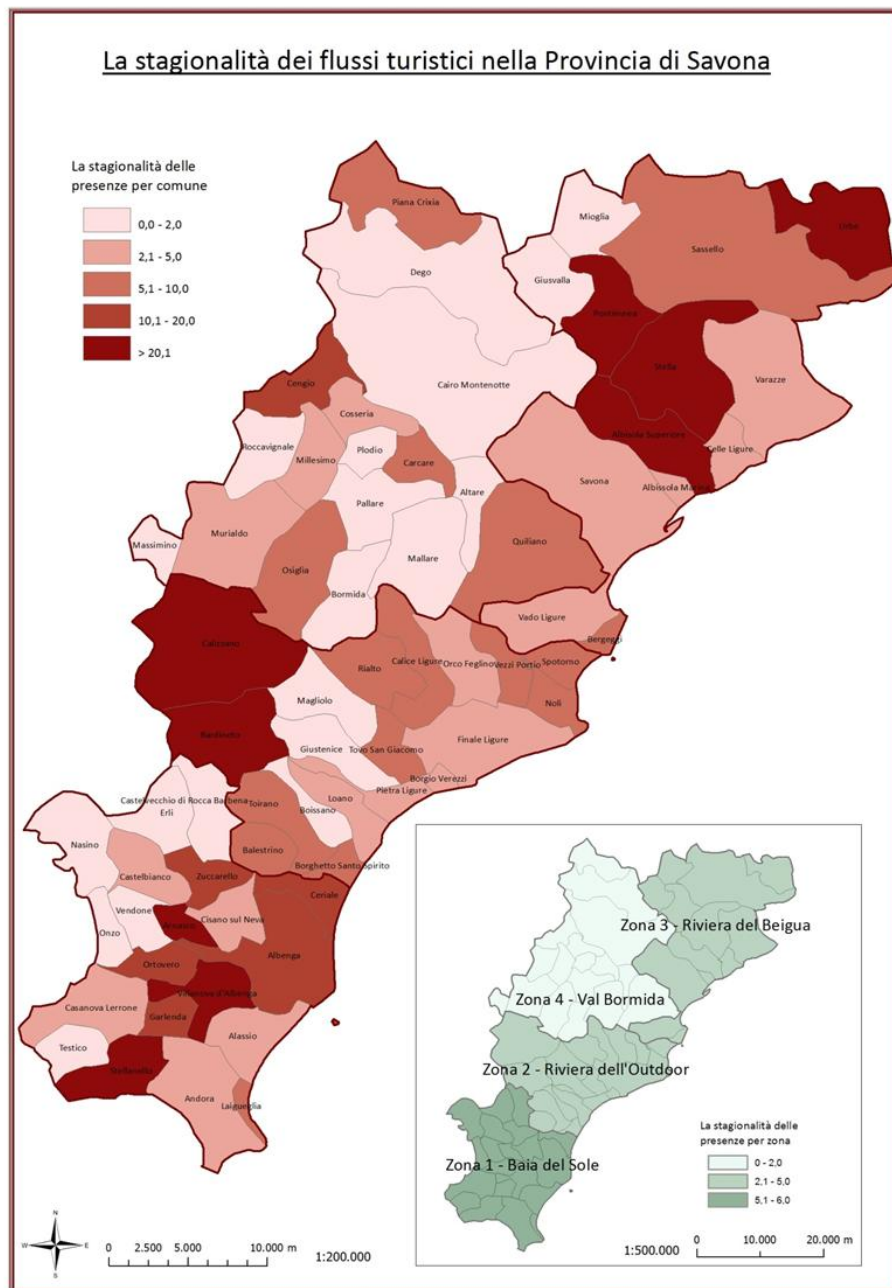 La stagionalità dei flussi turistici nella Provincia di Savona
La stagionalità delle
presenze per comune
0,0 - 2,0
2,1 - 5,0
5,1 - 10,0
10,1 - 20,0
> 20,1
Piana Crixia
Mioglia
Urbe
Sassello
Dego
Giusvalla
Pontinvrea
Stella
Varazze
Cengio
Cairo Montenotte
Cosseria
Albisola Superiore
Roccavignale
Plodio
Celle Ligure
Millesimo
Carcare
Savona
Albissola Marina
Altare
Pallare
Murialdo
Quiliano
Massimino
Mallare
Osiglia
Bormida
Vado Ligure
Bergeggi
Calizzano
Calice Ligure
Orco Feglino
Vezzi Portio
Spotorno
Rialto
Magliolo
Noli
Bardineto
Giustenice
Tovo San Giacomo
Finale Ligure
Borgio Verezzi
Pietra Ligure
Castelvecchio di Rocca Barbena
Toirano
Loano
Erli
Boissano
Nasino
Balestrino
Borghetto Santo Spirito
Castelbianco
Zuccarello
Ceriale
Vendone
Arnasco
Cisano sul Neva
Onzo
Albenga
Ortovero
Villanova d'Albenga
Casanova Lerrone
Garlenda
Alassio
Testico
Stellanello
Andora
Laigueglia
Zona 3 - Riviera del Beigua
Zona 4 - Val Bormida
Zona 2 - Riviera dell'Outdoor
Zona 1 - Baia del Sole
La stagionalità delle
presenze per zona
0 - 2,0
2,1 - 5,0
5,1 - 6,0
N
W
E
S
0 2.500 5.000 10.000 m
1:200.000
0 10.000 20.000 m
1:500.000